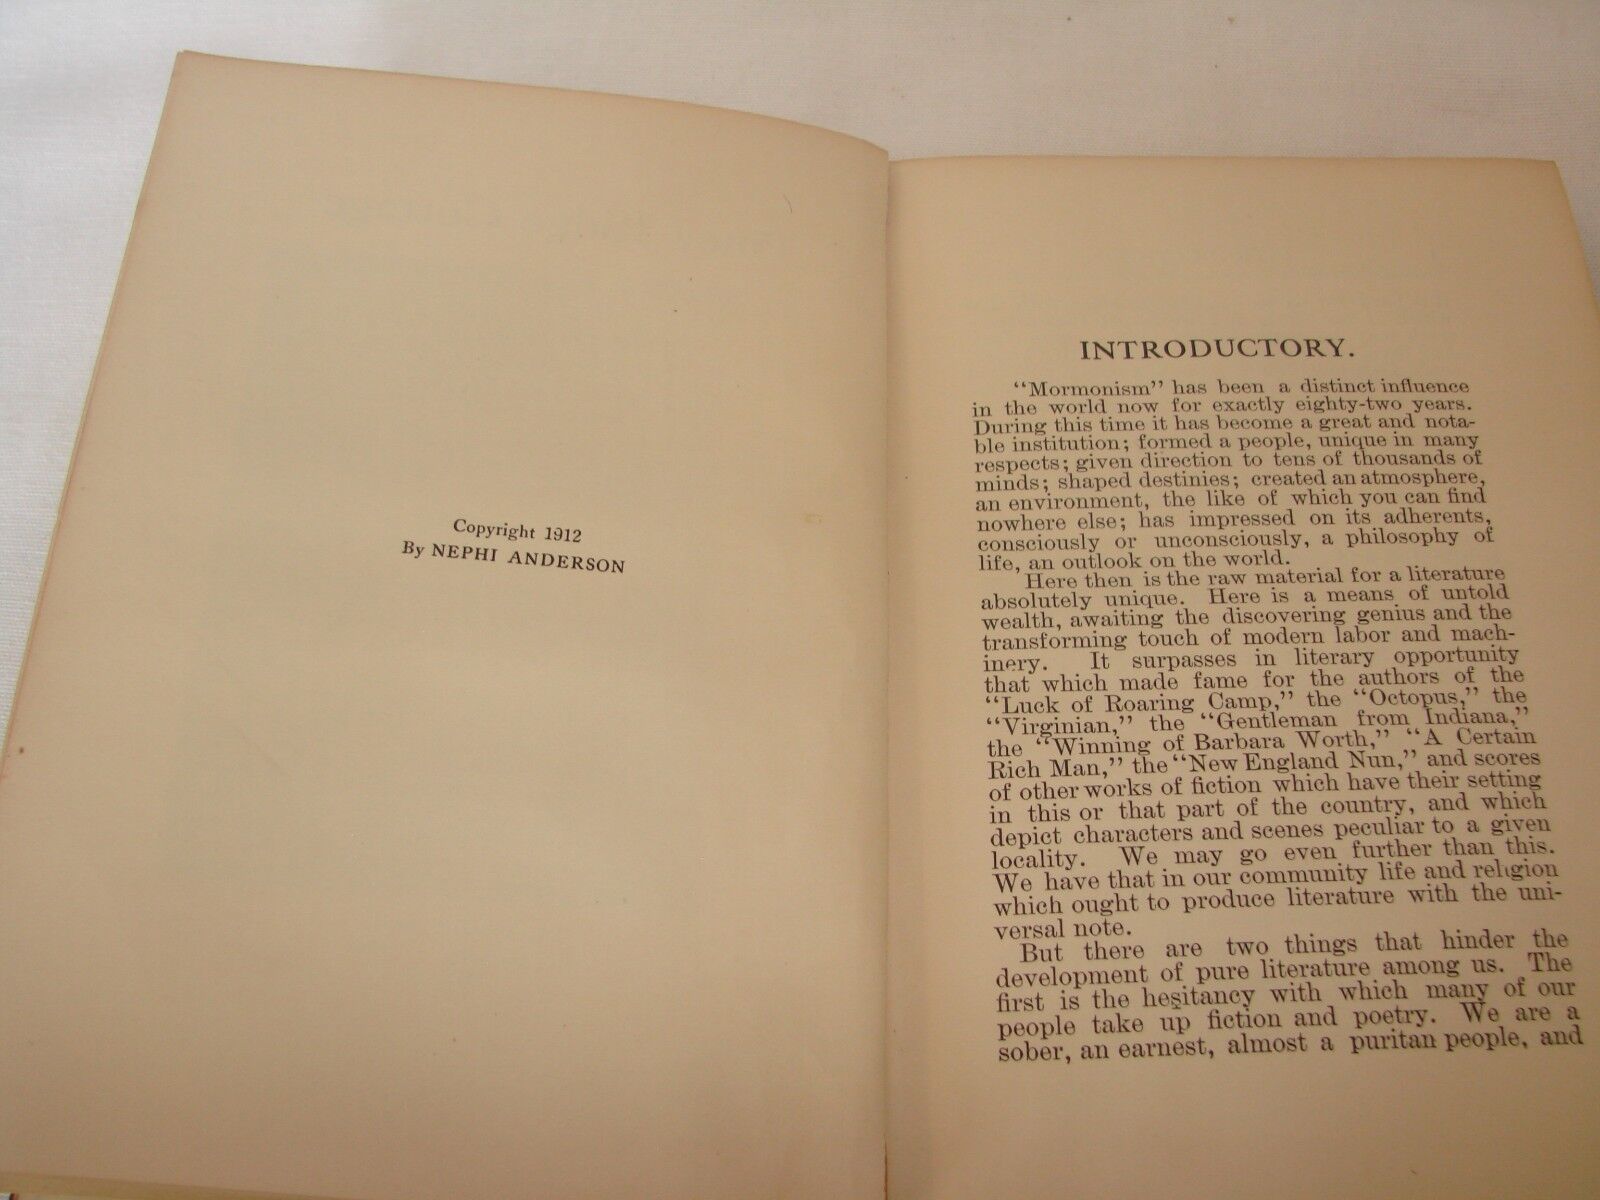 Copyright 1912
By NEPHI ANDERSON
INTRODUCTORY.
"Mormonism" has been a distinct influence
in the world now for exactly eighty-two years.
During this time it has become a great and nota-
ble institution; formed a people, unique in many
respects; given direction to tens of thousands of
minds; shaped destinies; created an atmosphere,
an environment, the like of which you can find
nowhere else; has impressed on its adherents,
consciously or unconsciously, a philosophy of
life, an outlook on the world.
Here then is the raw material for a literature
absolutely unique. Here is a means of untold
wealth, awaiting the discovering genius and the
transforming touch of modern labor and mach-
inery. It surpasses in literary opportunity
that which made fame for the authors of the
"Luck of Roaring Camp," the "Octopus," the
"Virginian," the "Gentleman from Indiana,"
the "Winning of Barbara Worth," "A Certain
Rich Man," the "New England Nun," and scores
of other works of fiction which have their setting
in this or that part of the country, and which
depict characters and scenes peculiar to a given
locality. We may go even further than this.
We have that in our community life and religion
which ought to produce literature with the uni-
versal note.
But there are two things that hinder the
development of pure literature among us. The
first is the hesitancy with which many of our
people take up fiction and poetry. We are a
sober, an earnest, almost a puritan people, and